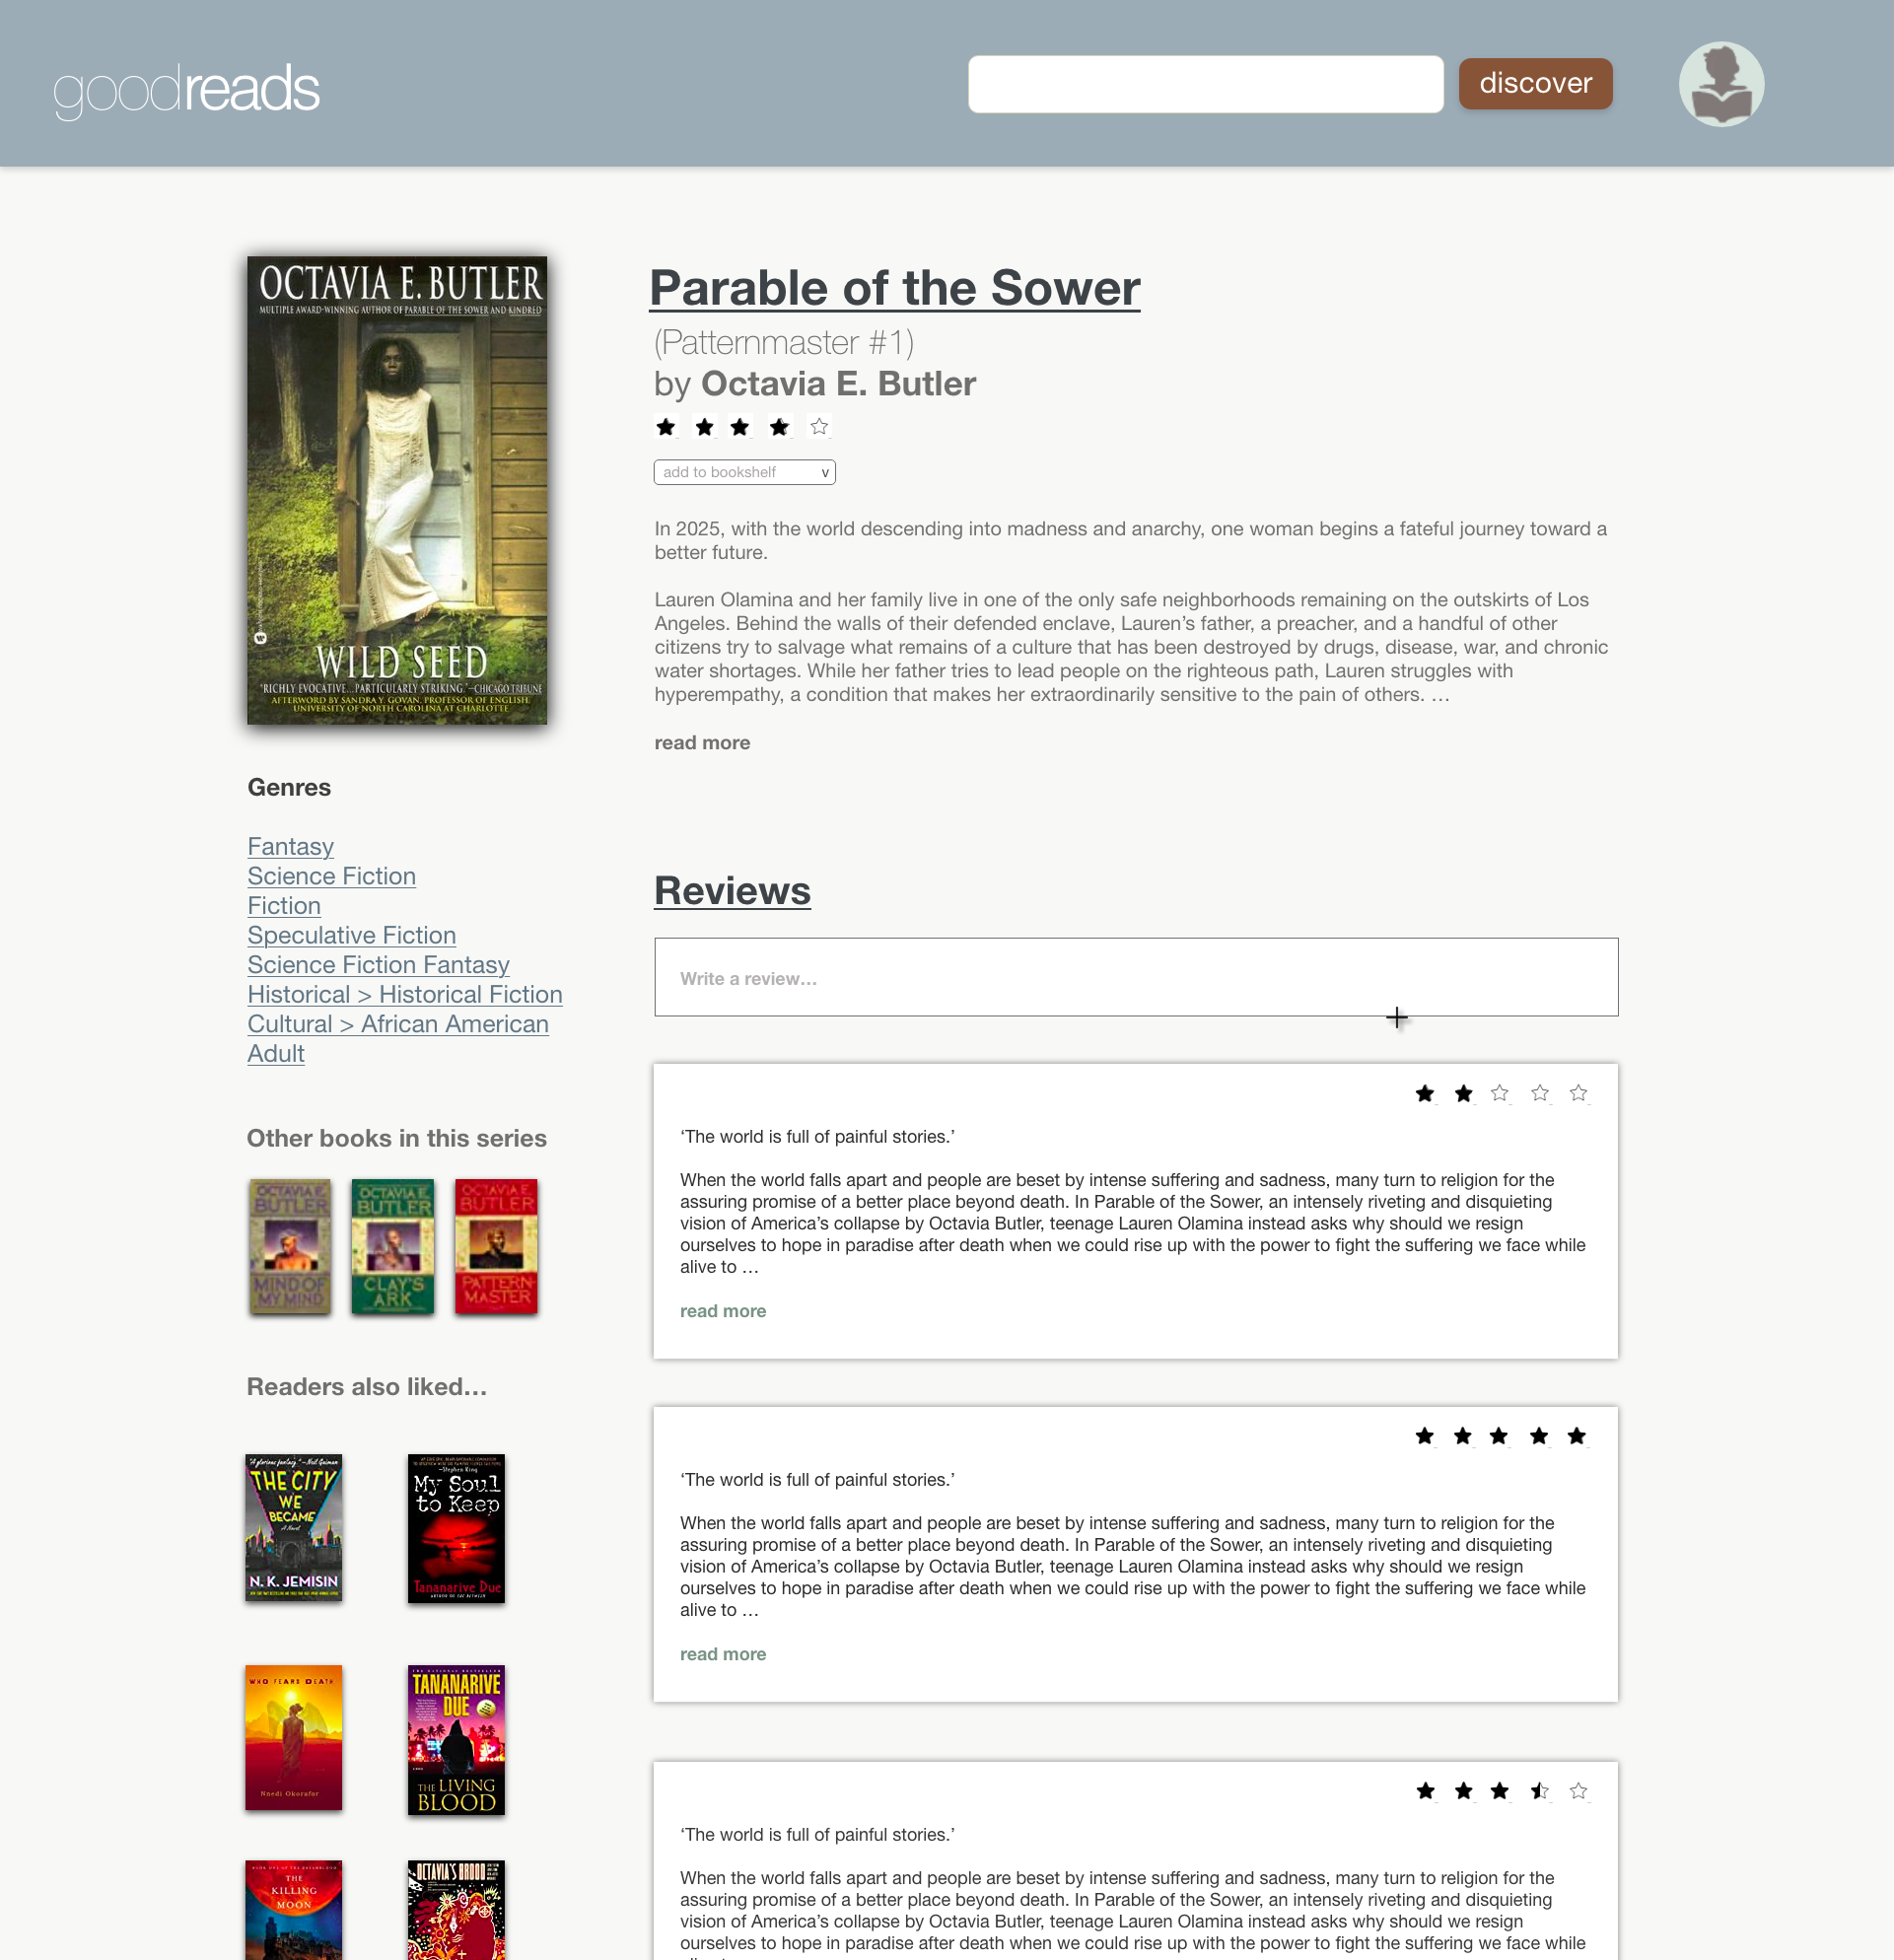 goodreads
discover
OCTAVIA E. BUTLER
MULTIPLE AWARD-WINNING AUTHOR OF PARABLE OF THE SOWER AND KINDRED
WILD SEED
"RICHLY EVOCATIVE...PARTICULARLY STRIKING."—CHICAGO TRIBUNE
AFTERWORD BY SANDRA Y. GOVAN, PROFESSOR OF ENGLISH,
UNIVERSITY OF NORTH CAROLINA AT CHARLOTTE
Parable of the Sower
(Patternmaster #1)
by Octavia E. Butler
add to bookshelf v
In 2025, with the world descending into madness and anarchy, one woman begins a fateful journey toward a
better future.
Lauren Olamina and her family live in one of the only safe neighborhoods remaining on the outskirts of Los
Angeles. Behind the walls of their defended enclave, Lauren’s father, a preacher, and a handful of other
citizens try to salvage what remains of a culture that has been destroyed by drugs, disease, war, and chronic
water shortages. While her father tries to lead people on the righteous path, Lauren struggles with
hyperempathy, a condition that makes her extraordinarily sensitive to the pain of others. …
read more
Genres
Fantasy
Science Fiction
Fiction
Speculative Fiction
Science Fiction Fantasy
Historical > Historical Fiction
Cultural > African American
Adult
Other books in this series
OCTAVIA E.
BUTLER
MIND OF
MY MIND
OCTAVIA E.
BUTLER
CLAY'S
ARK
OCTAVIA E.
BUTLER
PATTERN-
MASTER
Readers also liked…
"A glorious fantasy." —Neil Gaiman
THE CITY
WE
BECAME
A Novel
N. K. JEMISIN
—Stephen King
My Soul
to Keep
Tananarive Due
AUTHOR OF THE BETWEEN
WHO FEARS DEATH
Nnedi Okorafor
TANANARIVE
DUE
THE LIVING
BLOOD
BOOK ONE OF THE DREAMBLOOD
THE
KILLING
MOON
OCTAVIA'S BROOD
Reviews
Write a review…
‘The world is full of painful stories.’
When the world falls apart and people are beset by intense suffering and sadness, many turn to religion for the
assuring promise of a better place beyond death. In Parable of the Sower, an intensely riveting and disquieting
vision of America’s collapse by Octavia Butler, teenage Lauren Olamina instead asks why should we resign
ourselves to hope in paradise after death when we could rise up with the power to fight the suffering we face while
alive to …
read more
‘The world is full of painful stories.’
When the world falls apart and people are beset by intense suffering and sadness, many turn to religion for the
assuring promise of a better place beyond death. In Parable of the Sower, an intensely riveting and disquieting
vision of America’s collapse by Octavia Butler, teenage Lauren Olamina instead asks why should we resign
ourselves to hope in paradise after death when we could rise up with the power to fight the suffering we face while
alive to …
read more
‘The world is full of painful stories.’
When the world falls apart and people are beset by intense suffering and sadness, many turn to religion for the
assuring promise of a better place beyond death. In Parable of the Sower, an intensely riveting and disquieting
vision of America’s collapse by Octavia Butler, teenage Lauren Olamina instead asks why should we resign
ourselves to hope in paradise after death when we could rise up with the power to fight the suffering we face while